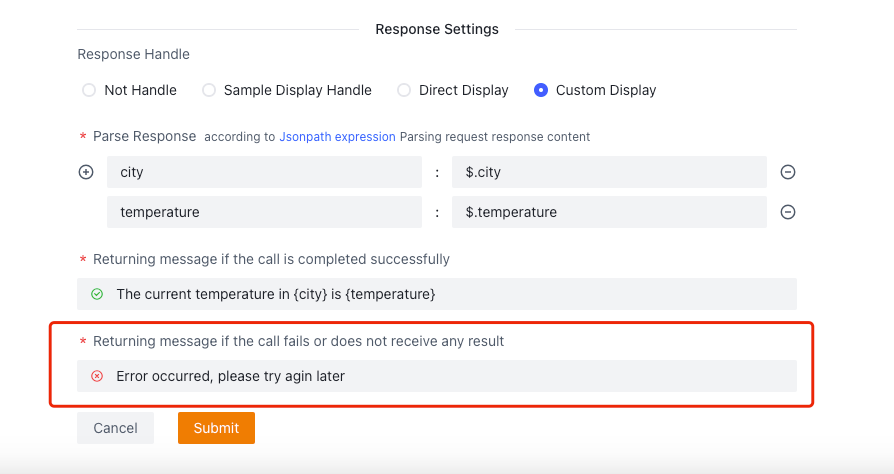 Response Settings
Response Handle
Not Handle Sample Display Handle Direct Display Custom Display
* Parse Response according to Jsonpath expression Parsing request response content
city : $.city
temperature : $.temperature
* Returning message if the call is completed successfully
The current temperature in {city} is {temperature}
* Returning message if the call fails or does not receive any result
Error occurred, please try agin later
Cancel Submit